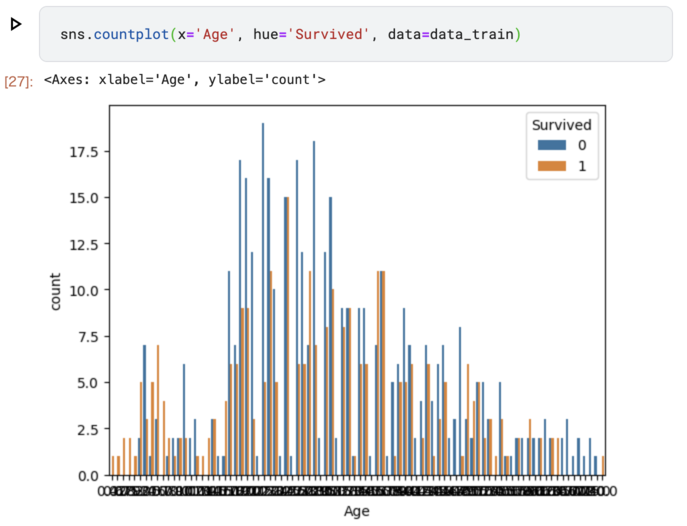 sns.countplot(x='Age', hue='Survived', data=data_train)
[27]: <Axes: xlabel='Age', ylabel='count'>
Survived
0
1
17.5
15.0
12.5
10.0
7.5
5.0
2.5
0.0
count
Age